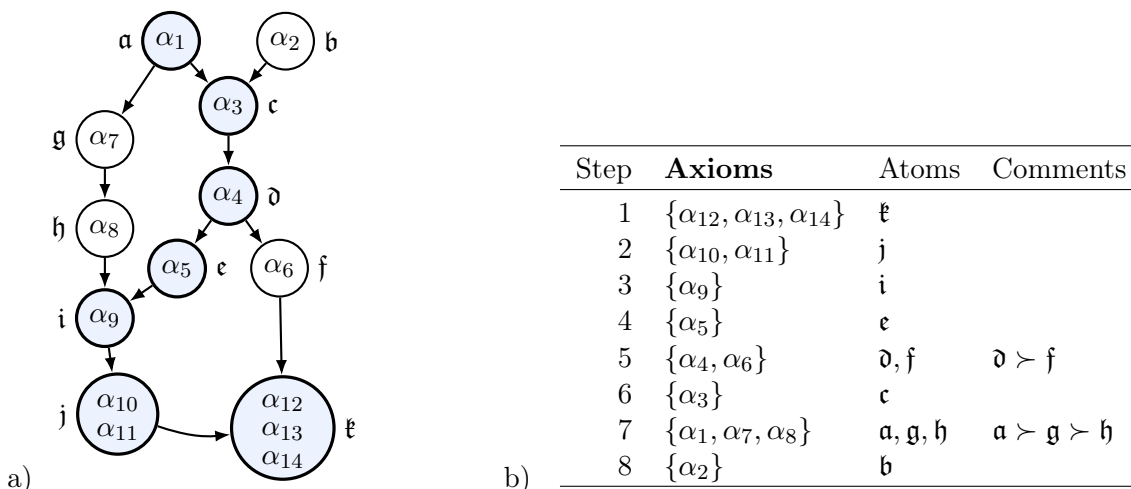 𝔞 α₁ α₂ 𝔟
α₃ 𝔠
𝔤 α₇
α₄ 𝔡
𝔥 α₈
α₅ 𝔢 α₆ 𝔣
𝔦 α₉
𝔧 α₁₀
α₁₁
α₁₂
α₁₃ 𝔨
α₁₄
a)
b)
Step Axioms Atoms Comments
1 {α₁₂, α₁₃, α₁₄} 𝔨
2 {α₁₀, α₁₁} 𝔧
3 {α₉} 𝔦
4 {α₅} 𝔢
5 {α₄, α₆} 𝔡, 𝔣 𝔡 ≻ 𝔣
6 {α₃} 𝔠
7 {α₁, α₇, α₈} 𝔞, 𝔤, 𝔥 𝔞 ≻ 𝔤 ≻ 𝔥
8 {α₂} 𝔟